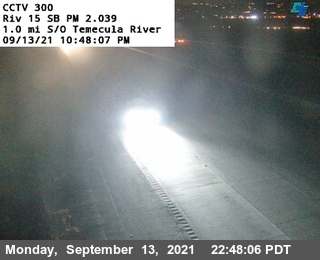 CCTV 300
Riv 15 SB PM 2.039
1.0 mi S/O Temecula River
09/13/21 10:48:07 PM
Monday, September 13, 2021 22:48:06 PDT